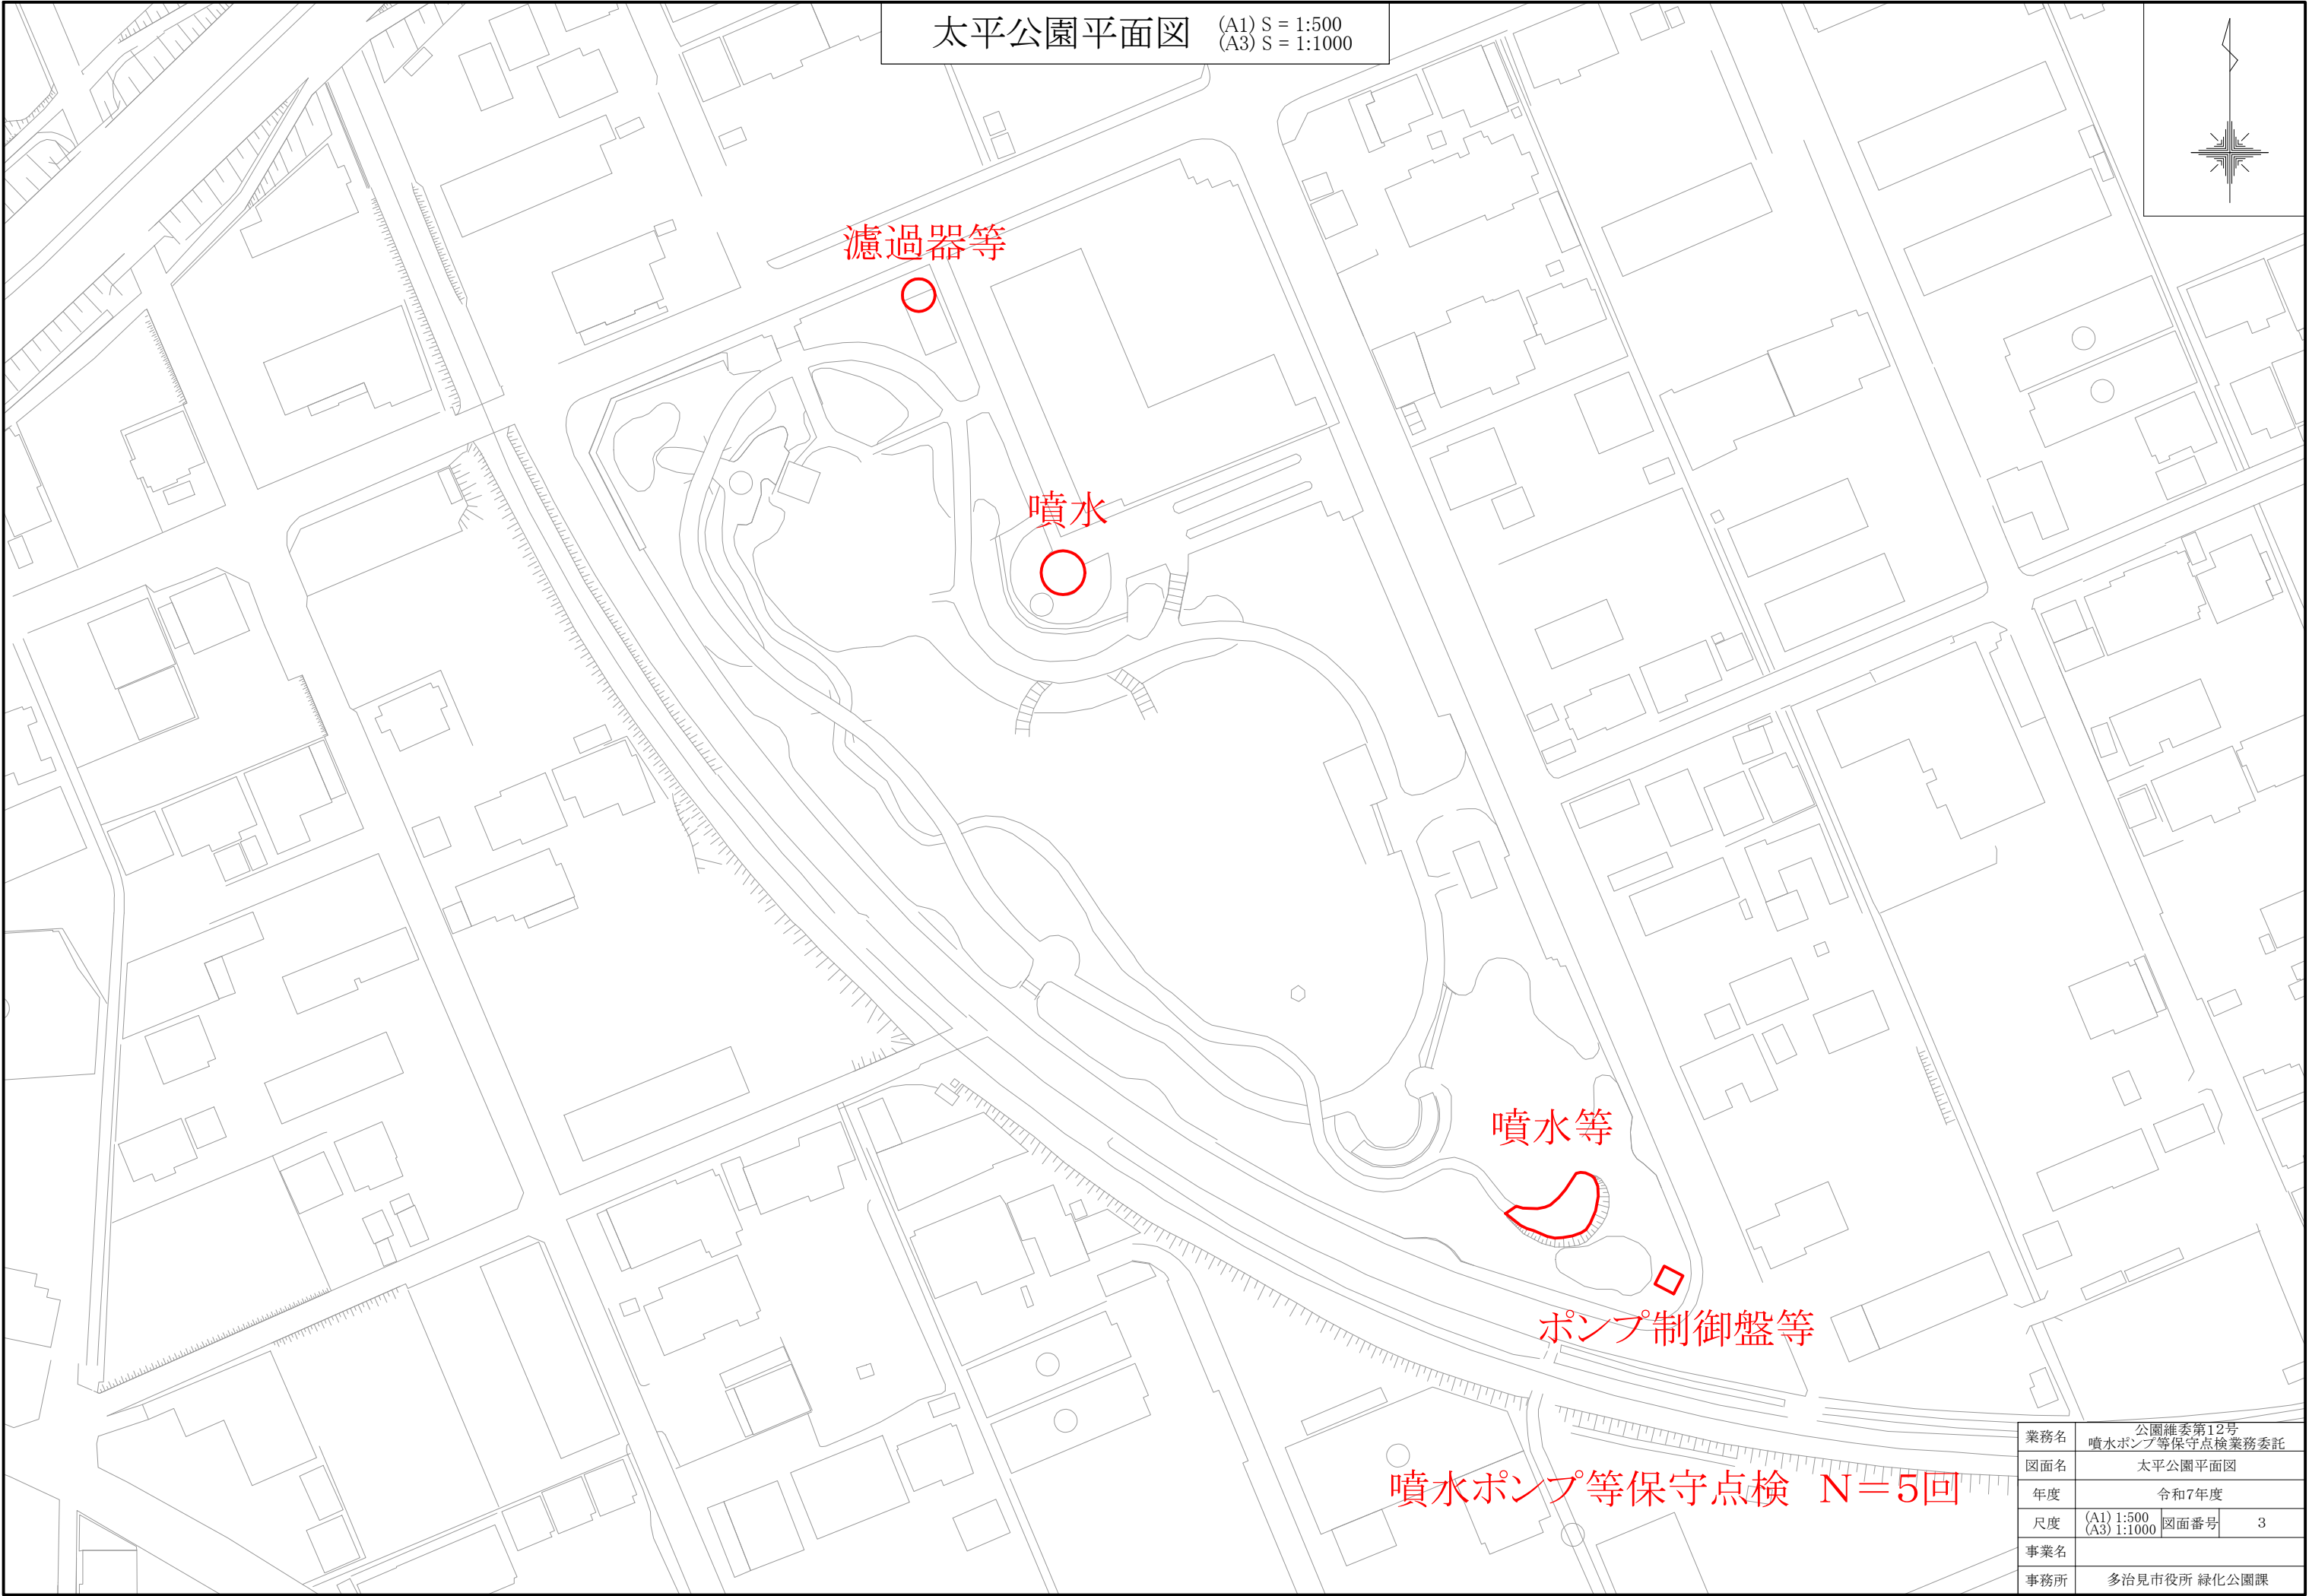 太平公園平面図
(A1) S = 1:500
(A3) S = 1:1000
濾過器等
噴水
噴水等
ポンプ制御盤等
噴水ポンプ等保守点検　N＝5回
業務名 公園維委第12号
噴水ポンプ等保守点検業務委託
図面名 太平公園平面図
年度 令和7年度
尺度 (A1) 1:500
(A3) 1:1000 図面番号 3
事業名
事務所 多治見市役所 緑化公園課